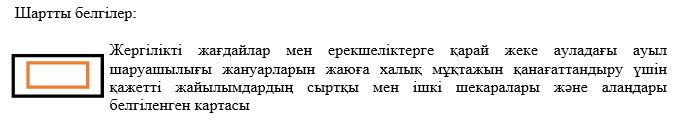 Шартты белгілер:
Жергілікті жағдайлар мен ерекшеліктерге қарай жеке ауладағы ауыл
шаруашылығы жануарларын жаюға халық мұқтажын қанағаттандыру үшін
қажетті жайылымдардың сыртқы мен ішкі шекаралары және алаңдары
белгіленген картасы